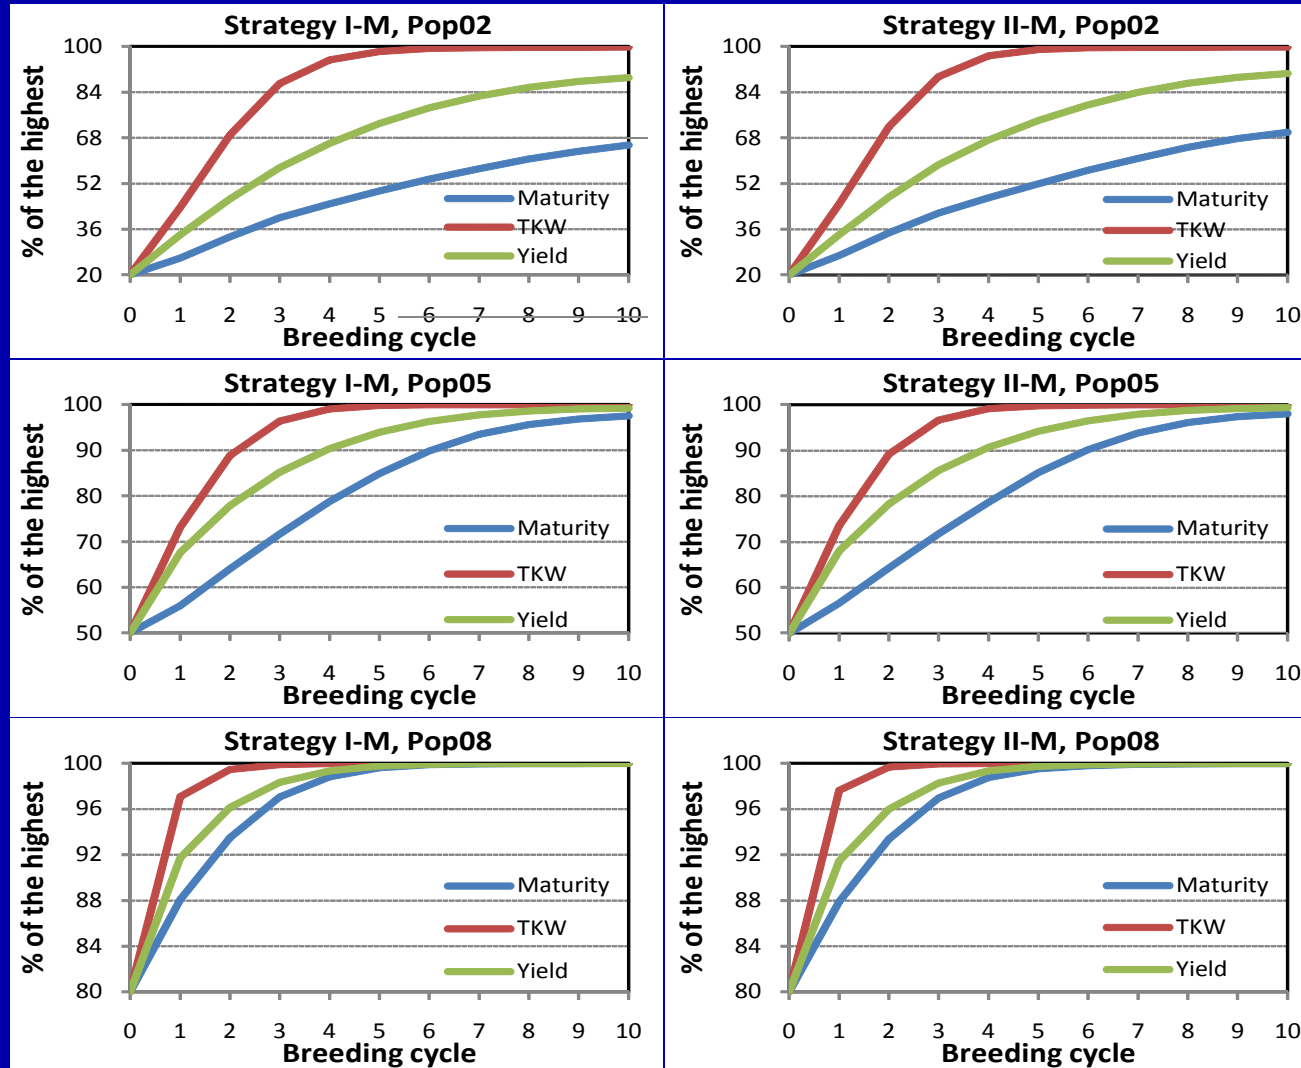 Strategy I-M, Pop02
% of the highest
100
84
68
52
36
20
Maturity
TKW
Yield
0 1 2 3 4 5 6 7 8 9 10
Breeding cycle
Strategy II-M, Pop02
% of the highest
100
84
68
52
36
20
Maturity
TKW
Yield
0 1 2 3 4 5 6 7 8 9 10
Breeding cycle
Strategy I-M, Pop05
% of the highest
100
90
80
70
60
50
Maturity
TKW
Yield
0 1 2 3 4 5 6 7 8 9 10
Breeding cycle
Strategy II-M, Pop05
% of the highest
100
90
80
70
60
50
Maturity
TKW
Yield
0 1 2 3 4 5 6 7 8 9 10
Breeding cycle
Strategy I-M, Pop08
% of the highest
100
96
92
88
84
80
Maturity
TKW
Yield
0 1 2 3 4 5 6 7 8 9 10
Breeding cycle
Strategy II-M, Pop08
% of the highest
100
96
92
88
84
80
Maturity
TKW
Yield
0 1 2 3 4 5 6 7 8 9 10
Breeding cycle